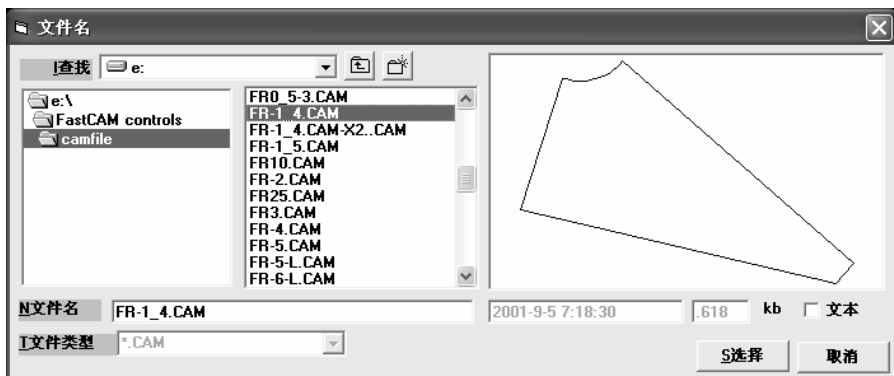 文件名
I查找
e:
e:\
FastCAM controls
camfile
FR0_5-3.CAM
FR-1_4.CAM
FR-1_4.CAM-X2..CAM
FR-1_5.CAM
FR10.CAM
FR-2.CAM
FR25.CAM
FR3.CAM
FR-4.CAM
FR-5.CAM
FR-5-L.CAM
FR-6-L.CAM
N文件名 FR-1_4.CAM 2001-9-5 7:18:30 .618 kb 文本
T文件类型 *.CAM
S选择 取消